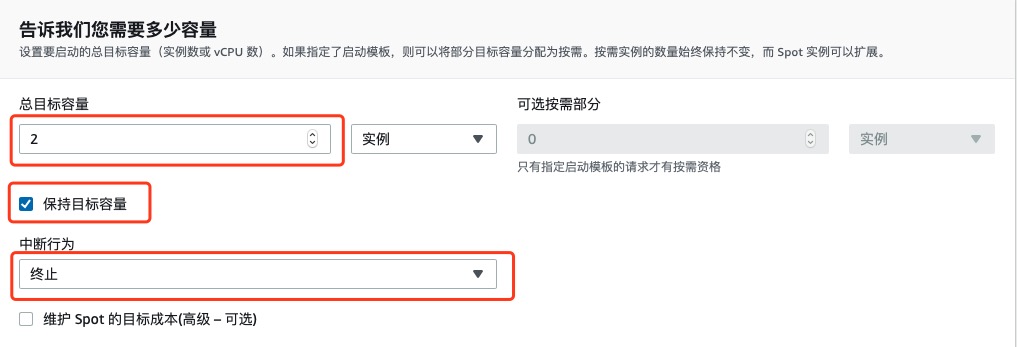 告诉我们您需要多少容量
设置要启动的总目标容量（实例数或 vCPU 数）。如果指定了启动模板，则可以将部分目标容量分配为按需。按需实例的数量始终保持不变，而 Spot 实例可以扩展。
总目标容量
可选按需部分
2
实例
0
实例
只有指定启动模板的请求才有按需资格
保持目标容量
中断行为
终止
维护 Spot 的目标成本(高级 – 可选)